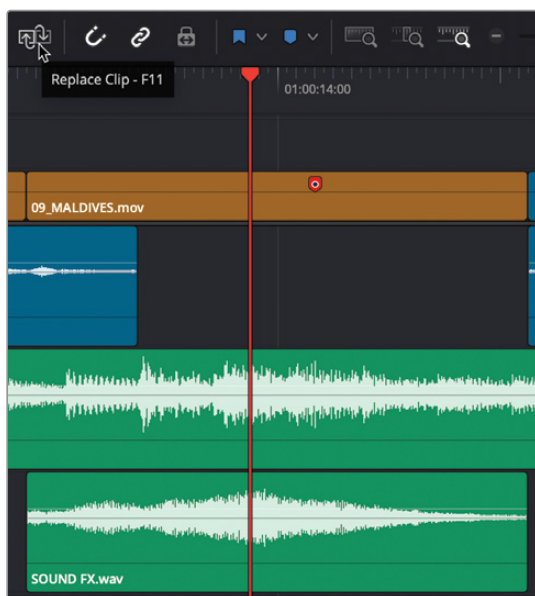 Replace Clip - F11
01:00:14:00
09_MALDIVES.mov
SOUND FX.wav